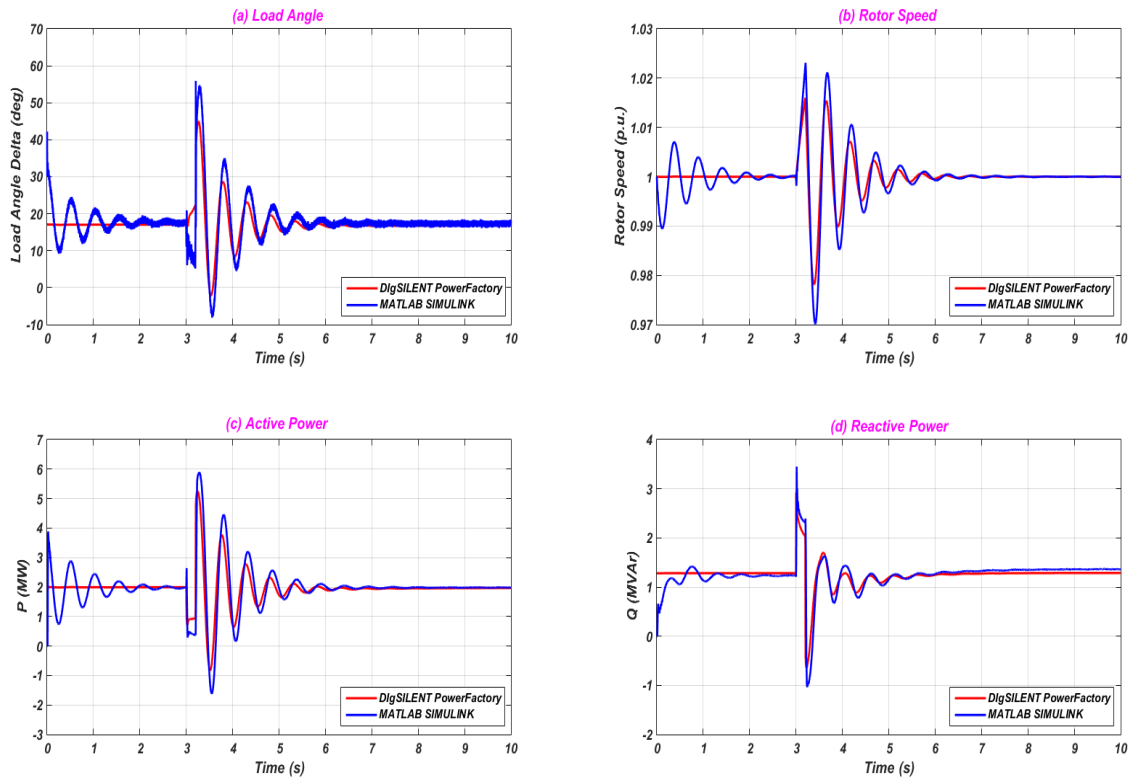 (a) Load Angle
Load Angle Delta (deg)
70
60
50
40
30
20
10
0
-10
0 1 2 3 4 5 6 7 8 9 10
Time (s)
DIgSILENT PowerFactory
MATLAB SIMULINK
(b) Rotor Speed
Rotor Speed (p.u.)
1.03
1.02
1.01
1
0.99
0.98
0.97
0 1 2 3 4 5 6 7 8 9 10
Time (s)
DIgSILENT PowerFactory
MATLAB SIMULINK
(c) Active Power
P (MW)
7
6
5
4
3
2
1
0
-1
-2
-3
0 1 2 3 4 5 6 7 8 9 10
Time (s)
DIgSILENT PowerFactory
MATLAB SIMULINK
(d) Reactive Power
Q (MVAr)
4
3
2
1
0
-1
-2
0 1 2 3 4 5 6 7 8 9 10
Time (s)
DIgSILENT PowerFactory
MATLAB SIMULINK